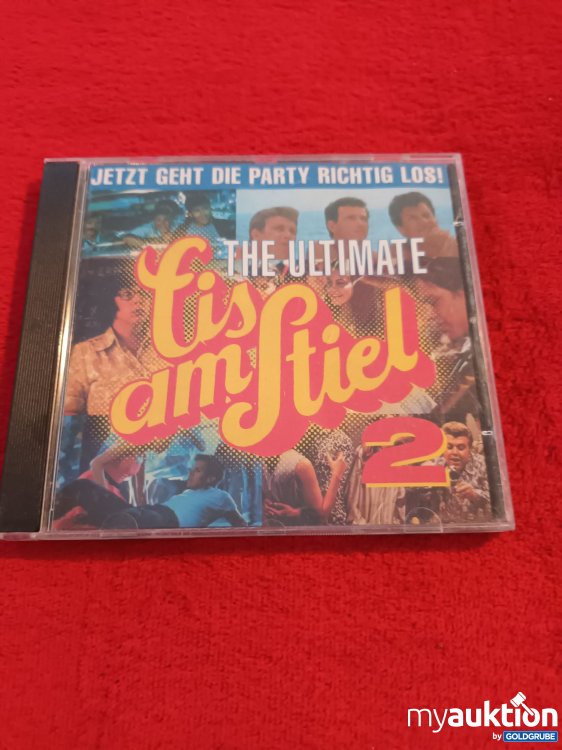 JETZT GEHT DIE PARTY RICHTIG LOS!
THE ULTIMATE
Eis
am Stiel
2
myauktion
by GOLDGRUBE